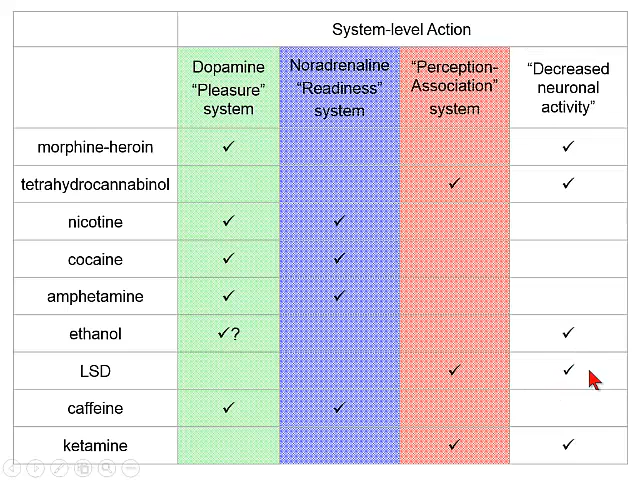 System-level Action
Dopamine
“Pleasure”
system
Noradrenaline
“Readiness”
system
“Perception-
Association”
system
“Decreased
neuronal
activity”
morphine-heroin ✓ ✓
tetrahydrocannabinol ✓ ✓
nicotine ✓ ✓
cocaine ✓ ✓
amphetamine ✓ ✓
ethanol ✓? ✓
LSD ✓ ✓
caffeine ✓ ✓
ketamine ✓ ✓